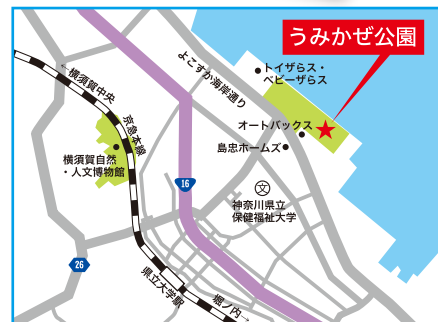 うみかぜ公園
トイザらス・
ベビーザらス
よこすか海岸通り
←横須賀中央
京急本線
オートバックス
島忠ホームズ
横須賀自然
・人文博物館
16
文
神奈川県立
保健福祉大学
26
県立大学駅
堀ノ内→